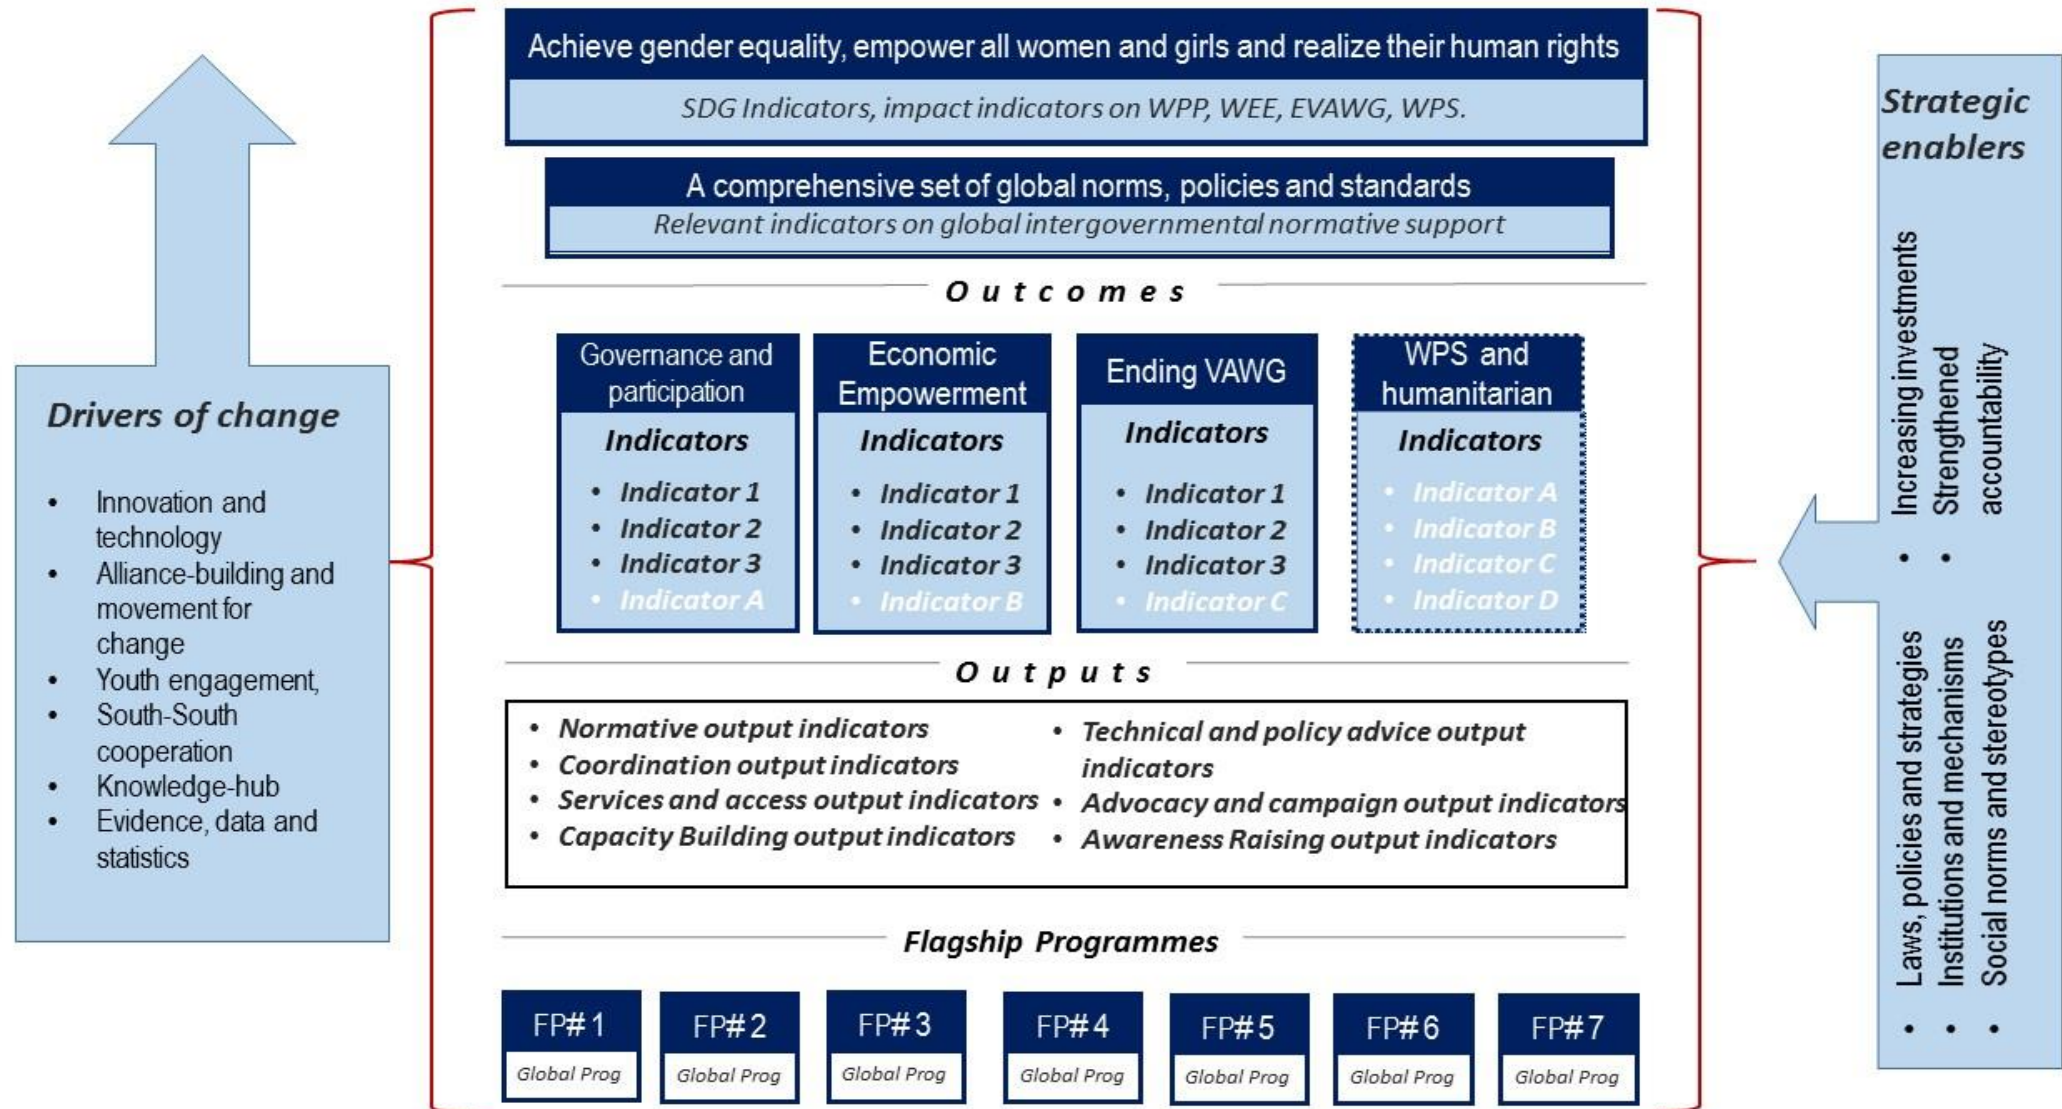 Achieve gender equality, empower all women and girls and realize their human rights
SDG Indicators, impact indicators on WPP, WEE, EVAWG, WPS.
A comprehensive set of global norms, policies and standards
Relevant indicators on global intergovernmental normative support
Drivers of change
• Innovation and
technology
• Alliance-building and
movement for
change
• Youth engagement,
• South-South
cooperation
• Knowledge-hub
• Evidence, data and
statistics
Outcomes
Governance and
participation
Indicators
• Indicator 1
• Indicator 2
• Indicator 3
• Indicator A
Economic
Empowerment
Indicators
• Indicator 1
• Indicator 2
• Indicator 3
• Indicator B
Ending VAWG
Indicators
• Indicator 1
• Indicator 2
• Indicator 3
• Indicator C
WPS and
humanitarian
Indicators
• Indicator A
• Indicator B
• Indicator C
• Indicator D
Outputs
• Normative output indicators
• Coordination output indicators
• Services and access output indicators
• Capacity Building output indicators
• Technical and policy advice output
indicators
• Advocacy and campaign output indicators
• Awareness Raising output indicators
Flagship Programmes
FP# 1
Global Prog
FP# 2
Global Prog
FP# 3
Global Prog
FP# 4
Global Prog
FP# 5
Global Prog
FP# 6
Global Prog
FP# 7
Global Prog
Strategic
enablers
• Increasing investments
• Strengthened
accountability
• Laws, policies and strategies
• Institutions and mechanisms
• Social norms and stereotypes